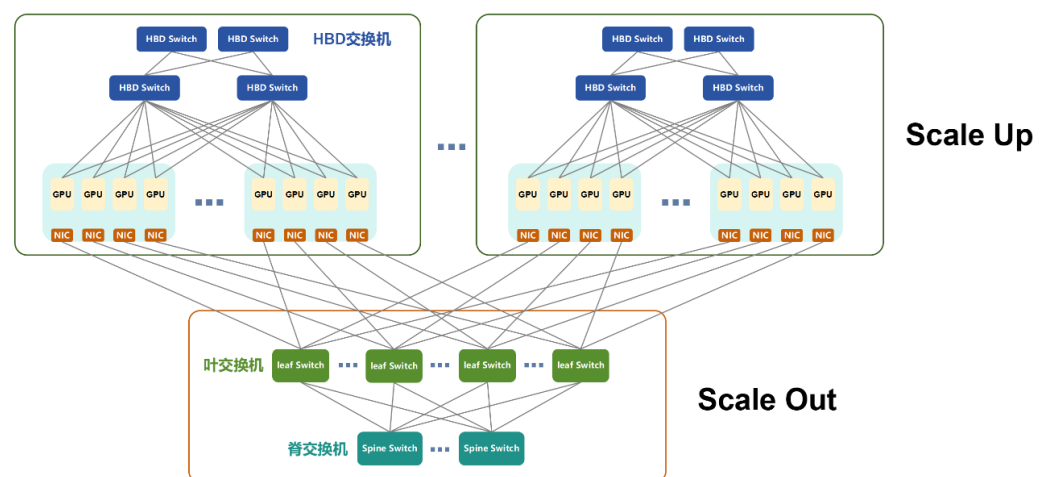 HBD Switch HBD Switch HBD交换机 HBD Switch HBD Switch
HBD Switch HBD Switch HBD Switch HBD Switch
Scale Up
GPU GPU GPU GPU GPU GPU GPU GPU GPU GPU GPU GPU GPU GPU GPU GPU
NIC NIC NIC NIC NIC NIC NIC NIC NIC NIC NIC NIC NIC NIC NIC NIC
叶交换机 leaf Switch leaf Switch leaf Switch leaf Switch
Scale Out
脊交换机 Spine Switch Spine Switch